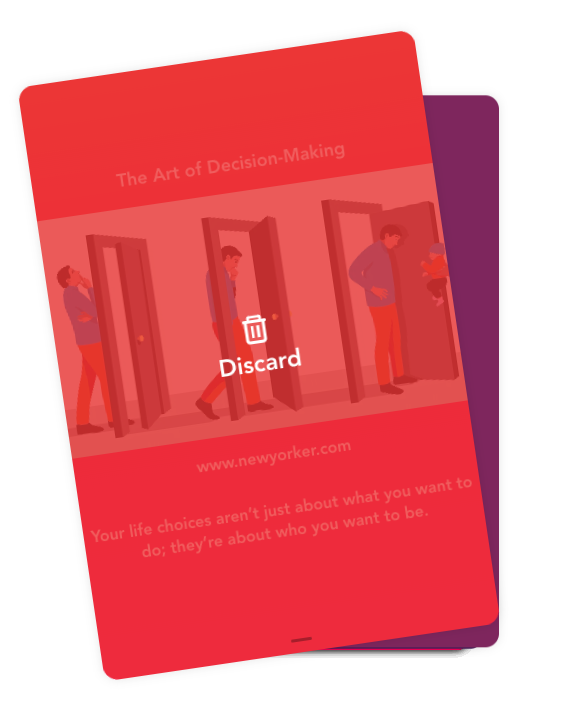 The Art of Decision-Making
Discard
www.newyorker.com
Your life choices aren't just about what you want to
do; they're about who you want to be.